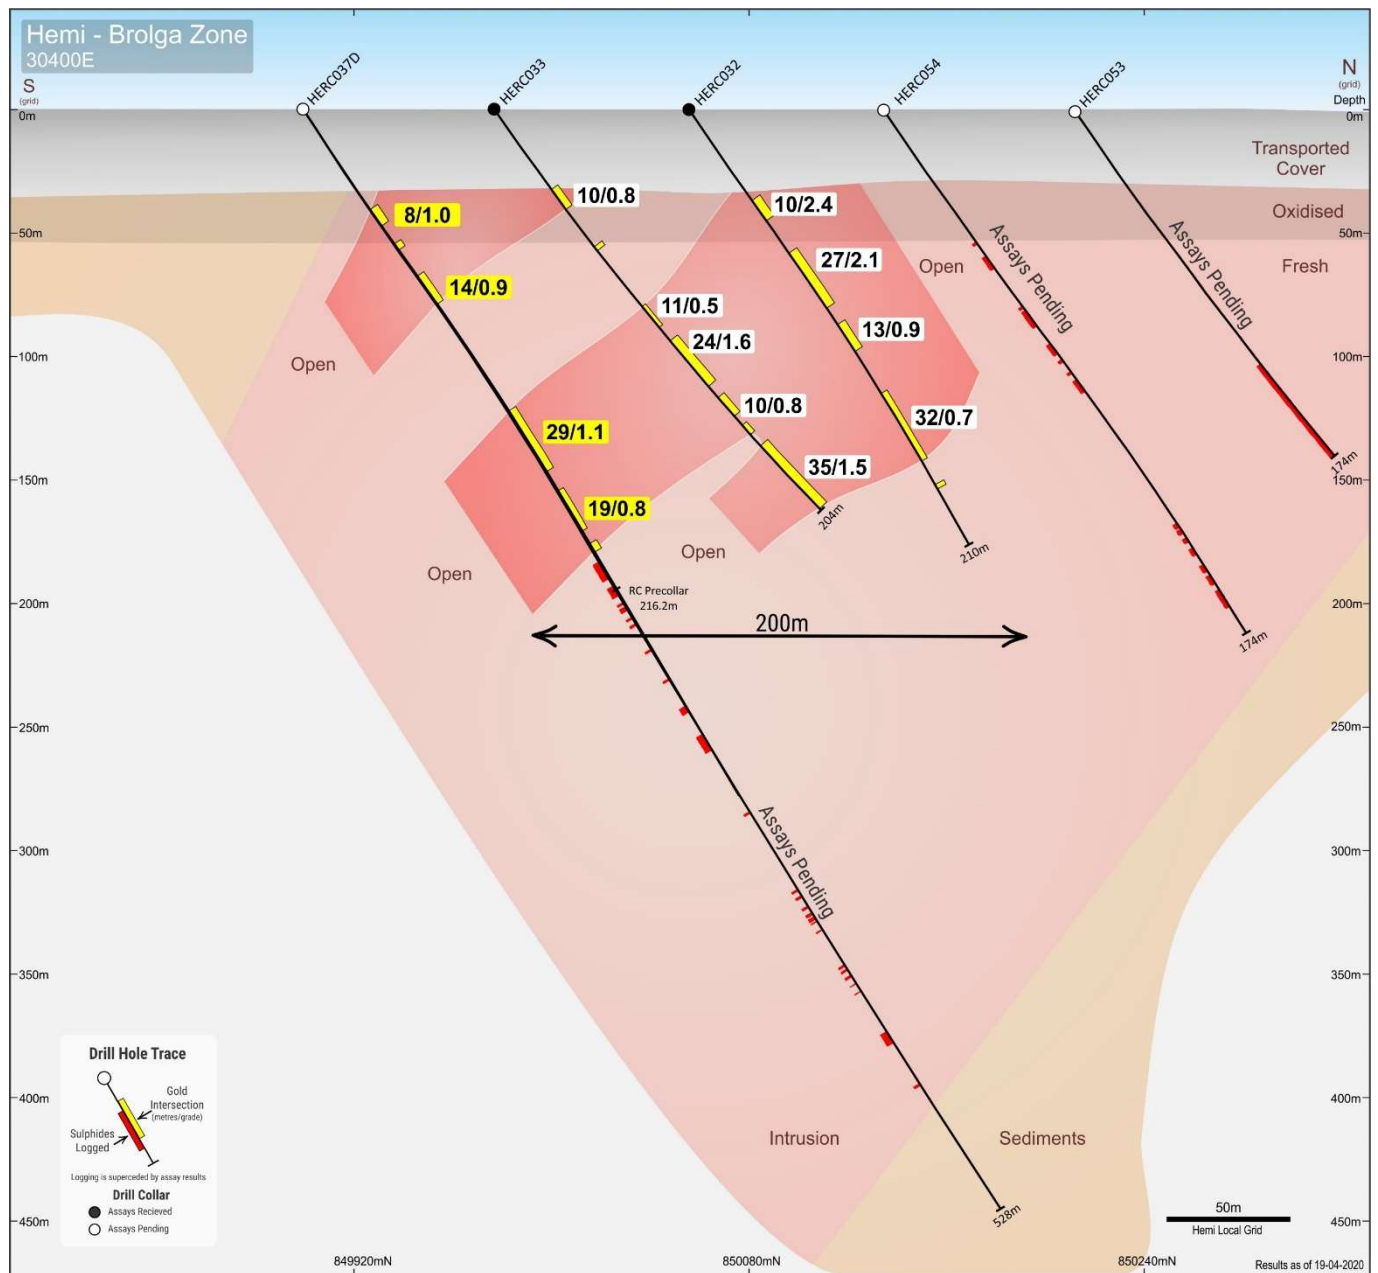 Hemi - Brolga Zone
30400E
S
(grid)
0m
50m
100m
150m
200m
250m
300m
350m
400m
450m
HERC037D
HERC033
HERC032
HERC054
HERC053
N
(grid)
Depth
0m
50m
100m
150m
200m
250m
300m
350m
400m
450m
Transported
Cover
Oxidised
Fresh
8/1.0
14/0.9
29/1.1
19/0.8
10/0.8
11/0.5
24/1.6
10/0.8
35/1.5
10/2.4
27/2.1
13/0.9
32/0.7
Open
Open
Open
Open
Assays Pending
Assays Pending
Assays Pending
204m
210m
174m
174m
528m
RC Precollar
216.2m
200m
Intrusion
Sediments
Drill Hole Trace
Gold
Intersection
(metres/grade)
Sulphides
Logged
Logging is superceded by assay results
Drill Collar
Assays Recieved
Assays Pending
50m
Hemi Local Grid
849920mN
850080mN
850240mN
Results as of 19-04-2020